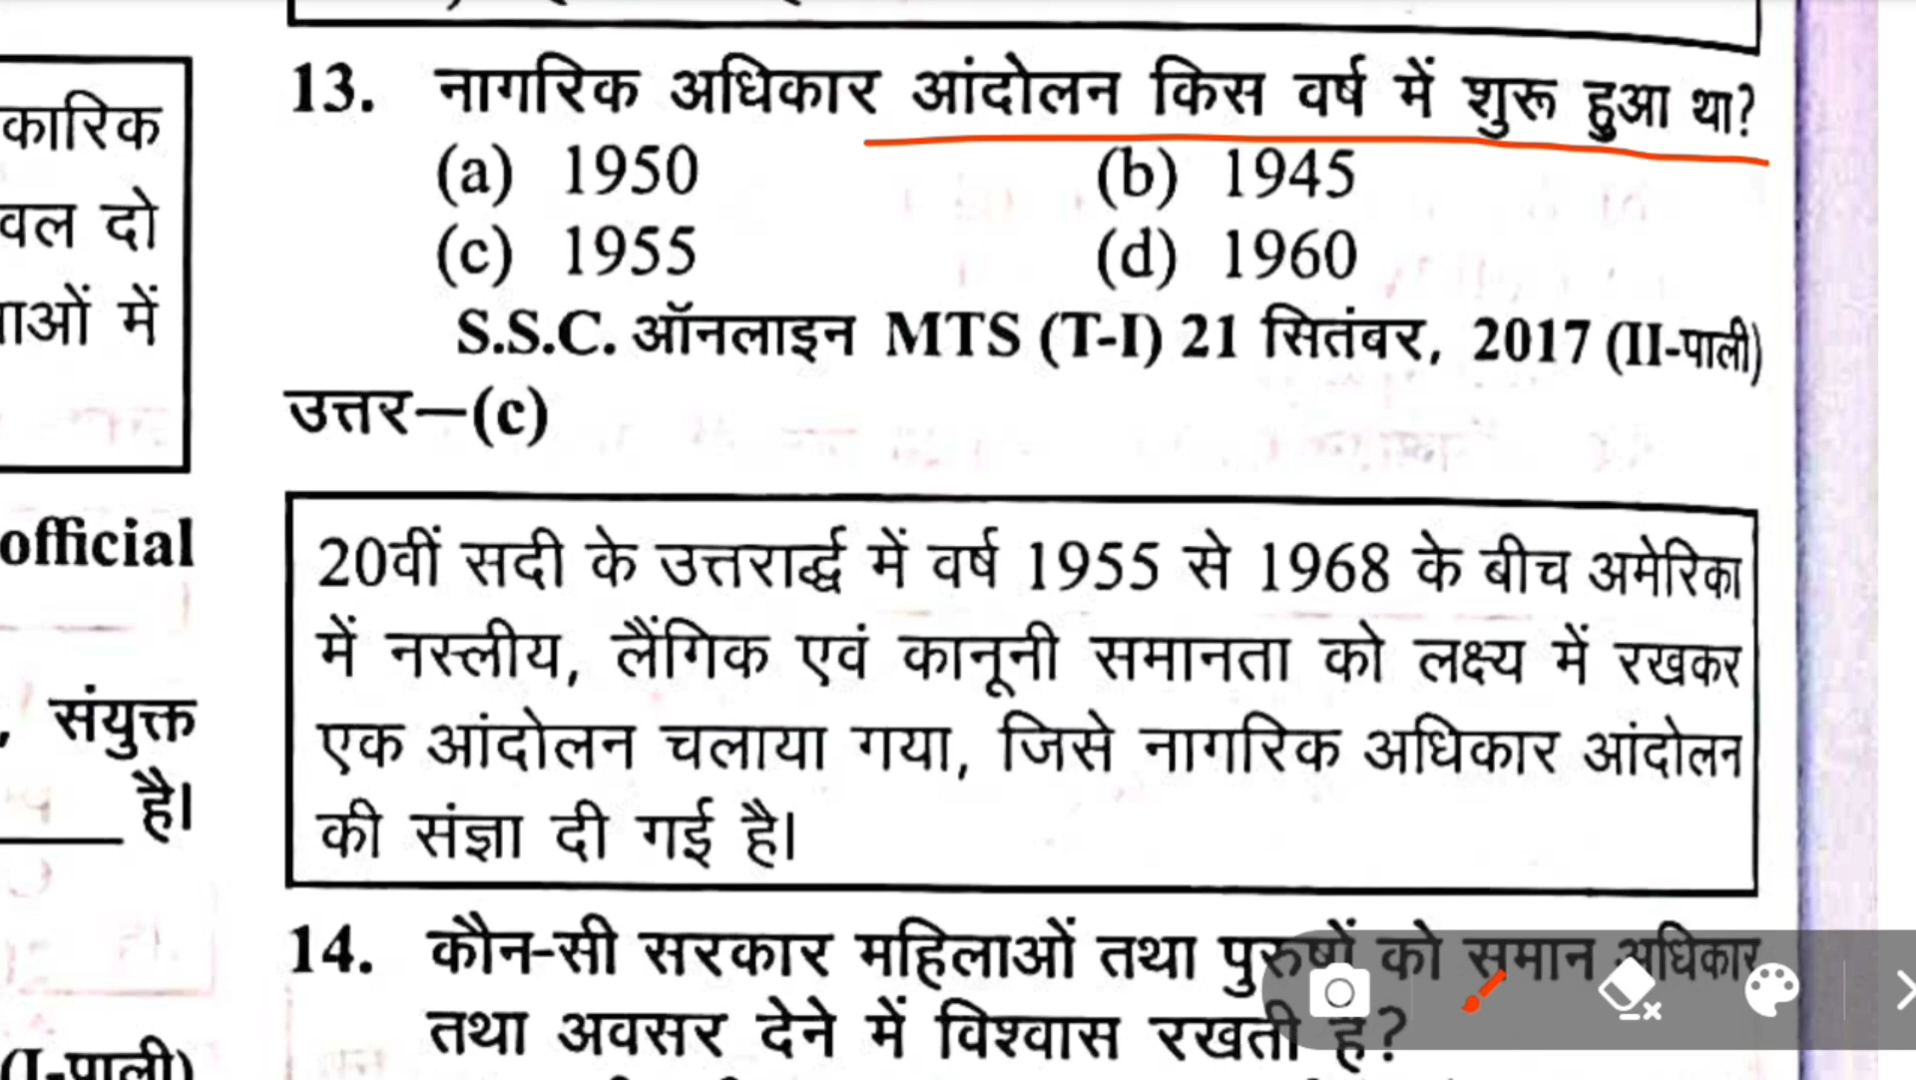 कारिक
वल दो
ओं में
official
, संयुक्त
है।
(I-पाली)
13. नागरिक अधिकार आंदोलन किस वर्ष में शुरू हुआ था?
(a) 1950 (b) 1945
(c) 1955 (d) 1960
S.S.C. ऑनलाइन MTS (T-I) 21 सितंबर, 2017 (II-पाली)
उत्तर—(c)
20वीं सदी के उत्तरार्द्ध में वर्ष 1955 से 1968 के बीच अमेरिका
में नस्लीय, लैंगिक एवं कानूनी समानता को लक्ष्य में रखकर
एक आंदोलन चलाया गया, जिसे नागरिक अधिकार आंदोलन
की संज्ञा दी गई है।
14. कौन-सी सरकार महिलाओं तथा पुरुषों को समान अधिकार
तथा अवसर देने में विश्वास रखती है?